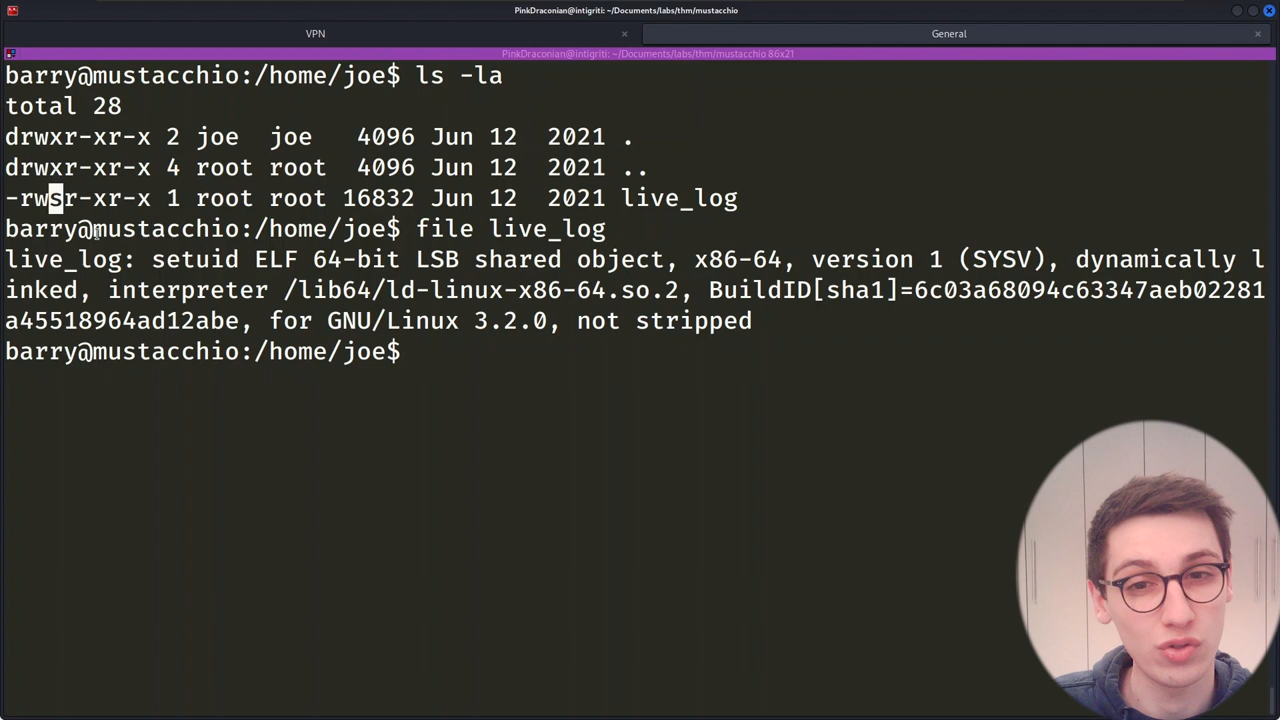 PinkDraconian@intigriti: ~/Documents/labs/thm/mustacchio
VPN
General
PinkDraconian@intigriti: ~/Documents/labs/thm/mustacchio 86x21
barry@mustacchio:/home/joe$ ls -la
total 28
drwxr-xr-x 2 joe  joe   4096 Jun 12  2021 .
drwxr-xr-x 4 root root  4096 Jun 12  2021 ..
-rwsr-xr-x 1 root root 16832 Jun 12  2021 live_log
barry@mustacchio:/home/joe$ file live_log
live_log: setuid ELF 64-bit LSB shared object, x86-64, version 1 (SYSV), dynamically l
inked, interpreter /lib64/ld-linux-x86-64.so.2, BuildID[sha1]=6c03a68094c63347aeb02281
a45518964ad12abe, for GNU/Linux 3.2.0, not stripped
barry@mustacchio:/home/joe$